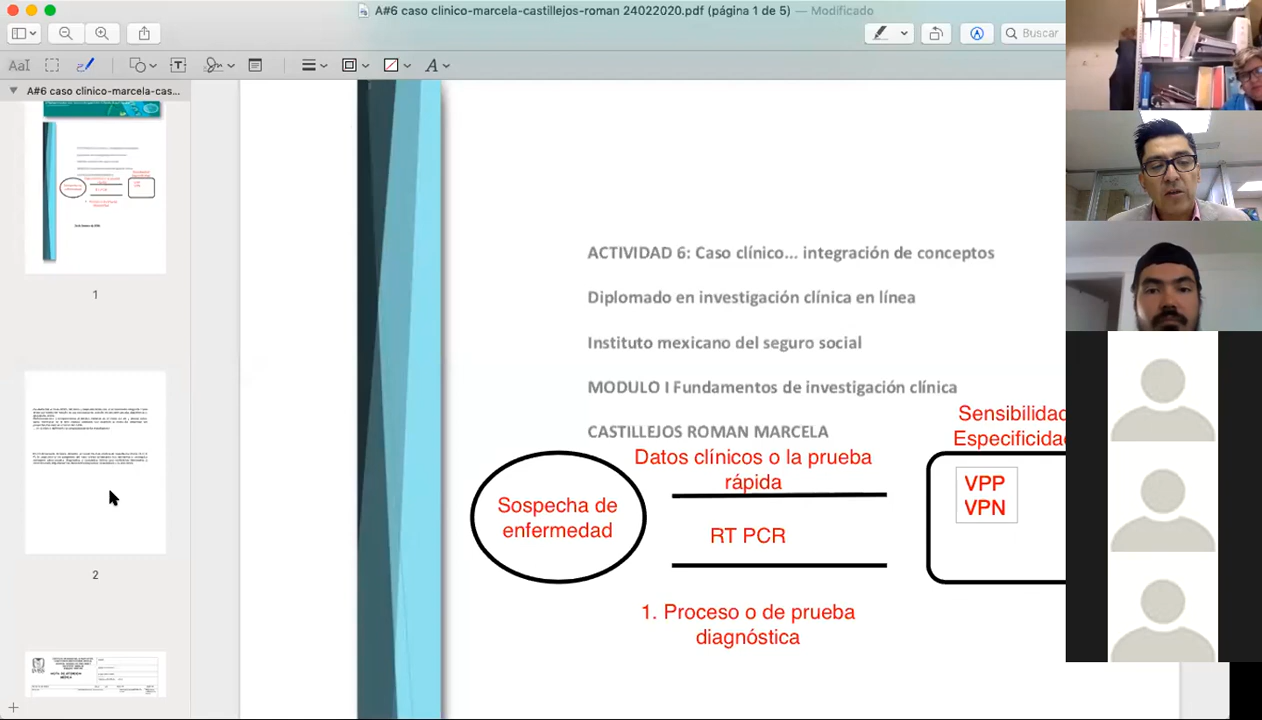 A#6 caso clinico-marcela-castillejos-roman 24022020.pdf (página 1 de 5) — Modificado
Buscar
AaI
T
A
A#6 caso clinico-marcela-cas...
1
2
ACTIVIDAD 6: Caso clínico... integración de conceptos
Diplomado en investigación clínica en línea
Instituto mexicano del seguro social
MODULO I Fundamentos de investigación clínica
CASTILLEJOS ROMAN MARCELA
Sensibilidad
Especificidad
Datos clínicos o la prueba
rápida
Sospecha de
enfermedad
RT PCR
VPP
VPN
1. Proceso o de prueba
diagnóstica